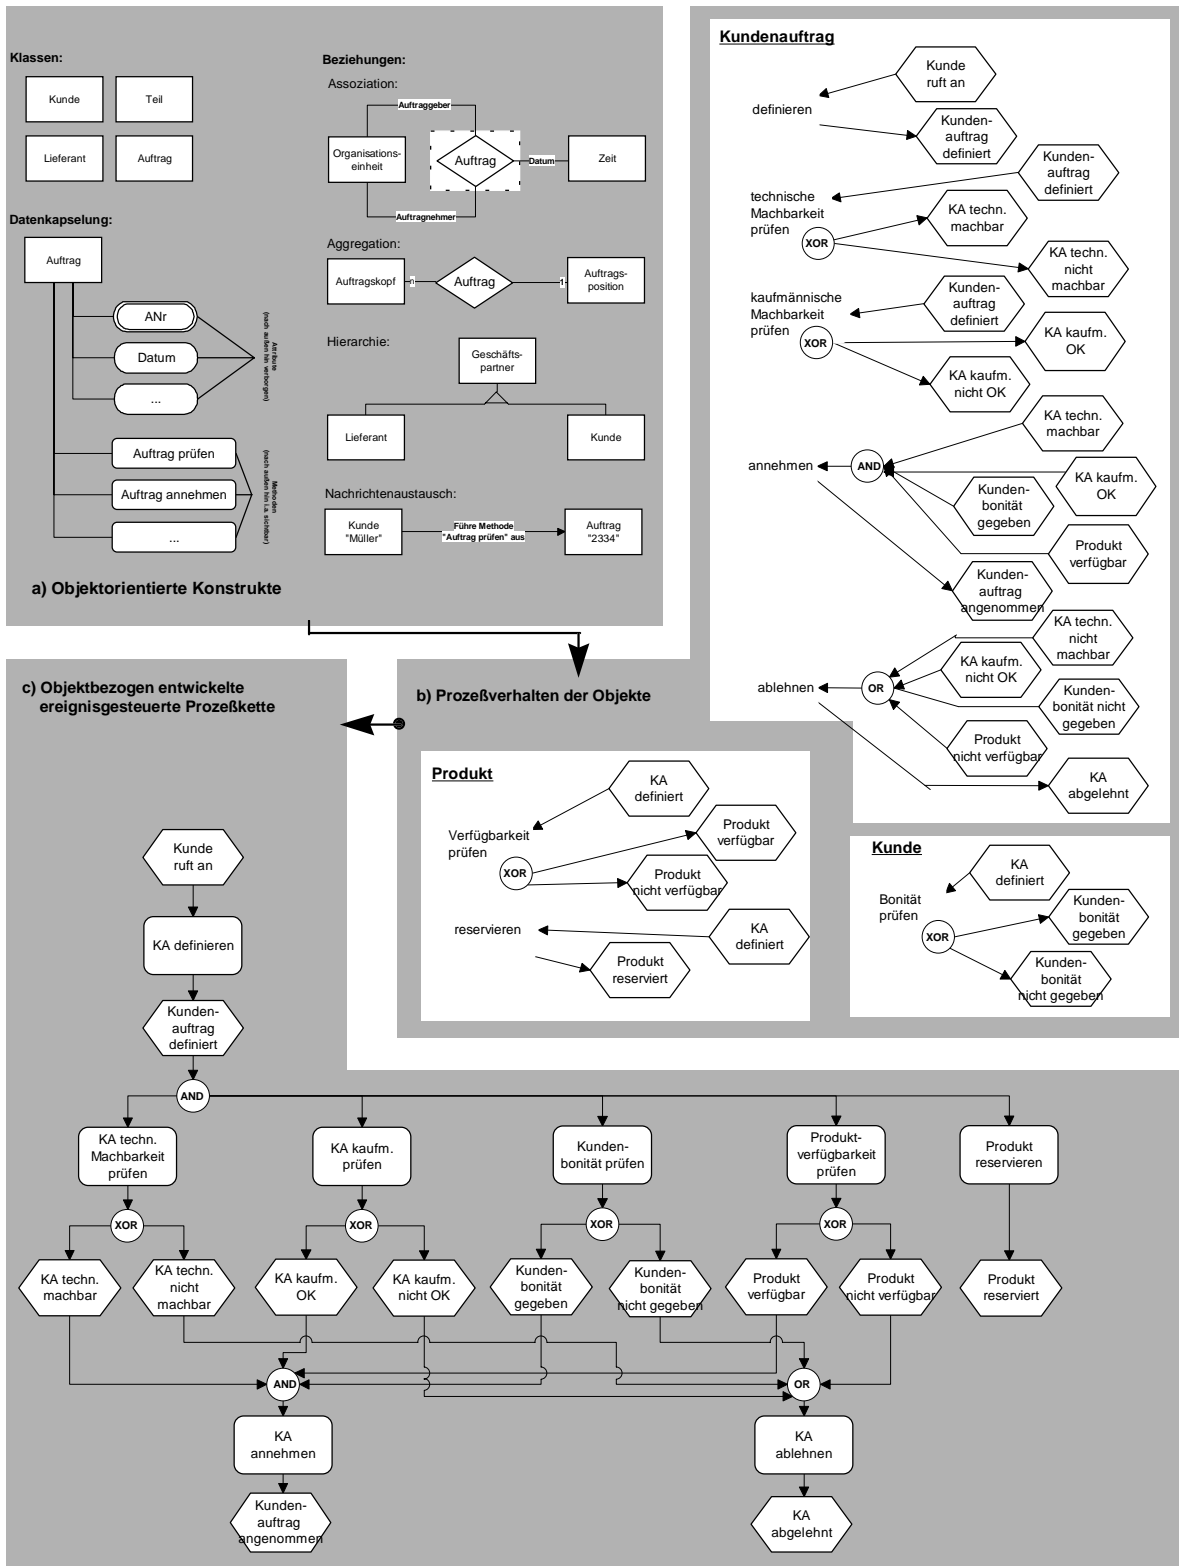 Klassen:
Kunde
Teil
Lieferant
Auftrag
Datenkapselung:
Auftrag
ANr
Datum
...
Attribute
(nach außen hin verborgen)
Auftrag prüfen
Auftrag annehmen
...
Methoden
(nach außen hin i.a. sichtbar)
Beziehungen:
Assoziation:
Auftraggeber
Organisations-
einheit
Auftrag
Datum
Zeit
Auftragnehmer
Aggregation:
Auftragskopf
n
Auftrag
1
Auftrags-
position
Hierarchie:
Geschäfts-
partner
Lieferant
Kunde
Nachrichtenaustausch:
Kunde
"Müller"
Führe Methode
"Auftrag prüfen" aus
Auftrag
"2334"
a) Objektorientierte Konstrukte
Kundenauftrag
Kunde
ruft an
definieren
Kunden-
auftrag
definiert
Kunden-
auftrag
definiert
technische
Machbarkeit
prüfen
XOR
KA techn.
machbar
KA techn.
nicht
machbar
kaufmännische
Machbarkeit
prüfen
XOR
Kunden-
auftrag
definiert
KA kaufm.
OK
KA kaufm.
nicht OK
KA techn.
machbar
annehmen
AND
KA kaufm.
OK
Kunden-
bonität
gegeben
Produkt
verfügbar
Kunden-
auftrag
angenommen
KA techn.
nicht
machbar
KA kaufm.
nicht OK
ablehnen
OR
Kunden-
bonität nicht
gegeben
Produkt
nicht verfügbar
KA
abgelehnt
b) Prozeßverhalten der Objekte
Produkt
KA
definiert
Verfügbarkeit
prüfen
XOR
Produkt
verfügbar
Produkt
nicht verfügbar
reservieren
KA
definiert
Produkt
reserviert
Kunde
KA
definiert
Bonität
prüfen
XOR
Kunden-
bonität
gegeben
Kunden-
bonität
nicht gegeben
c) Objektbezogen entwickelte
ereignisgesteuerte Prozeßkette
Kunde
ruft an
KA definieren
Kunden-
auftrag
definiert
AND
KA techn.
Machbarkeit
prüfen
KA kaufm.
prüfen
Kunden-
bonität prüfen
Produkt-
verfügbarkeit
prüfen
Produkt
reservieren
XOR
XOR
XOR
XOR
KA techn.
machbar
KA techn.
nicht
machbar
KA kaufm.
OK
KA kaufm.
nicht OK
Kunden-
bonität
gegeben
Kunden-
bonität
nicht gegeben
Produkt
verfügbar
Produkt
nicht verfügbar
Produkt
reserviert
AND
OR
KA
annehmen
KA
ablehnen
Kunden-
auftrag
angenommen
KA
abgelehnt